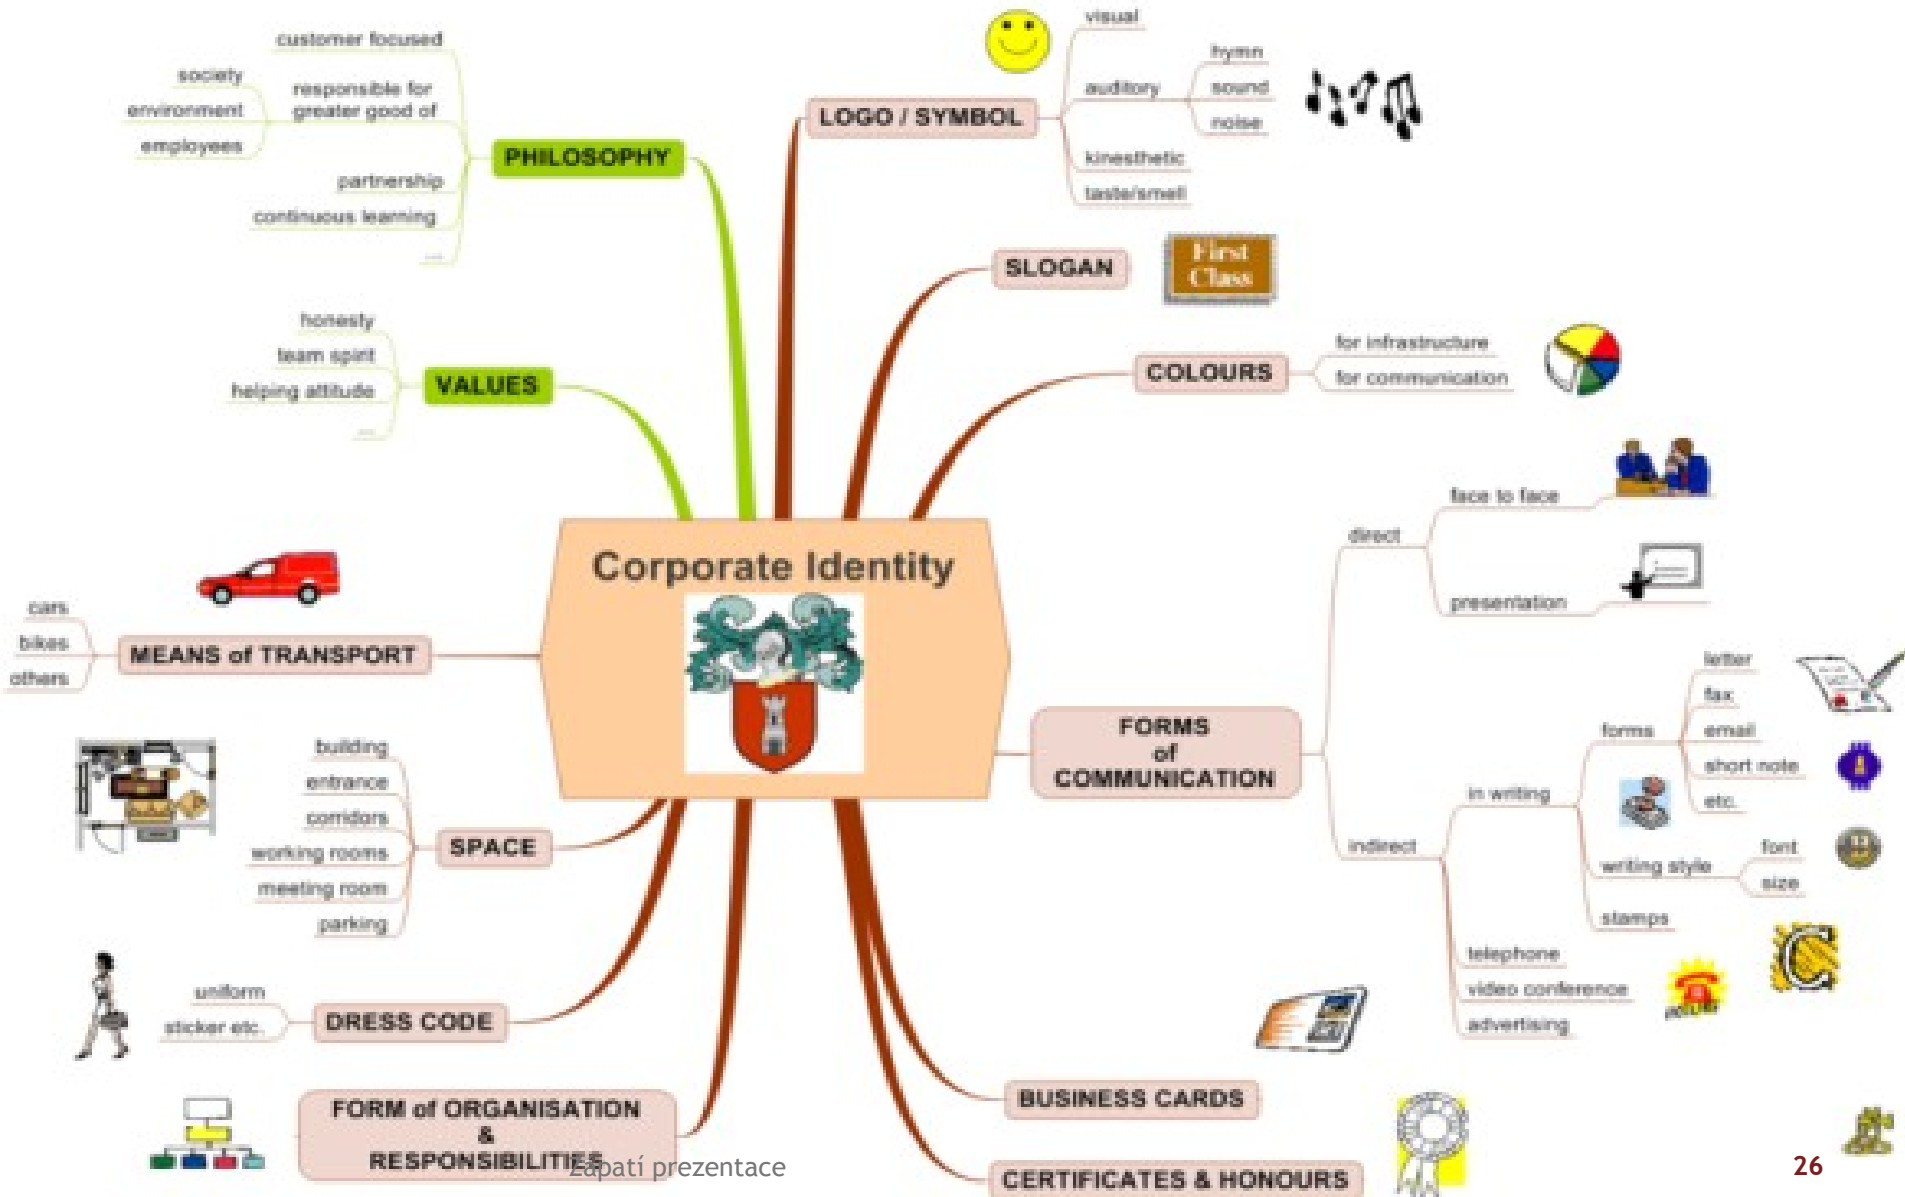 Corporate Identity
LOGO / SYMBOL
visual
auditory
hymn
sound
noise
kinesthetic
taste/smell
SLOGAN
First
Class
COLOURS
for infrastructure
for communication
FORMS
of
COMMUNICATION
direct
face to face
presentation
indirect
in writing
forms
letter
fax
email
short note
etc.
writing style
font
size
stamps
telephone
video conference
advertising
C
BUSINESS CARDS
CERTIFICATES & HONOURS
FORM of ORGANISATION
&
RESPONSIBILITIES
DRESS CODE
uniform
sticker etc.
SPACE
building
entrance
corridors
working rooms
meeting room
parking
MEANS of TRANSPORT
cars
bikes
others
VALUES
honesty
team spirit
helping attitude
...
PHILOSOPHY
customer focused
responsible for
greater good of
society
environment
employees
partnership
continuous learning
...
Zápatí prezentace
26